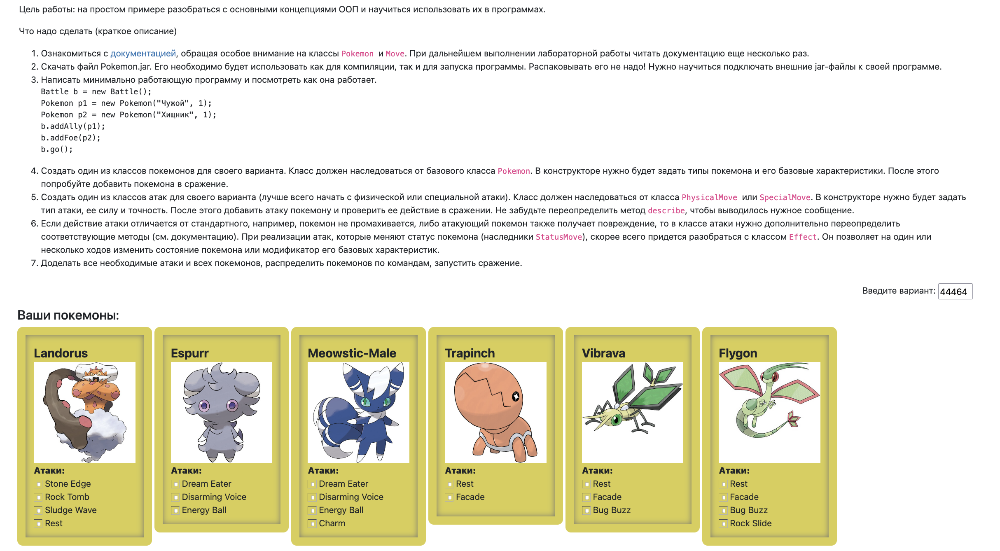 Цель работы: на простом примере разобраться с основными концепциями ООП и научиться использовать их в программах.
Что надо сделать (краткое описание)
1. Ознакомиться с документацией, обращая особое внимание на классы Pokemon и Move. При дальнейшем выполнении лабораторной работы читать документацию еще несколько раз.
2. Скачать файл Pokemon.jar. Его необходимо будет использовать как для компиляции, так и для запуска программы. Распаковывать его не надо! Нужно научиться подключать внешние jar-файлы к своей программе.
3. Написать минимально работающую программу и посмотреть как она работает.
Battle b = new Battle();
Pokemon p1 = new Pokemon("Чужой", 1);
Pokemon p2 = new Pokemon("Хищник", 1);
b.addAlly(p1);
b.addFoe(p2);
b.go();
4. Создать один из классов покемонов для своего варианта. Класс должен наследоваться от базового класса Pokemon. В конструкторе нужно будет задать типы покемона и его базовые характеристики. После этого
попробуйте добавить покемона в сражение.
5. Создать один из классов атак для своего варианта (лучше всего начать с физической или специальной атаки). Класс должен наследоваться от класса PhysicalMove или SpecialMove. В конструкторе нужно будет задать
тип атаки, ее силу и точность. После этого добавить атаку покемону и проверить ее действие в сражении. Не забудьте переопределить метод describe, чтобы выводилось нужное сообщение.
6. Если действие атаки отличается от стандартного, например, покемон не промахивается, либо атакующий покемон также получает повреждение, то в классе атаки нужно дополнительно переопределить
соответствующие методы (см. документацию). При реализации атак, которые меняют статус покемона (наследники StatusMove), скорее всего придется разобраться с классом Effect. Он позволяет на один или
несколько ходов изменить состояние покемона или модификатор его базовых характеристик.
7. Доделать все необходимые атаки и всех покемонов, распределить покемонов по командам, запустить сражение.
Введите вариант: 44464
Ваши покемоны:
Landorus
Атаки:
Stone Edge
Rock Tomb
Sludge Wave
Rest
Espurr
Атаки:
Dream Eater
Disarming Voice
Energy Ball
Meowstic-Male
Атаки:
Dream Eater
Disarming Voice
Energy Ball
Charm
Trapinch
Атаки:
Rest
Facade
Vibrava
Атаки:
Rest
Facade
Bug Buzz
Flygon
Атаки:
Rest
Facade
Bug Buzz
Rock Slide